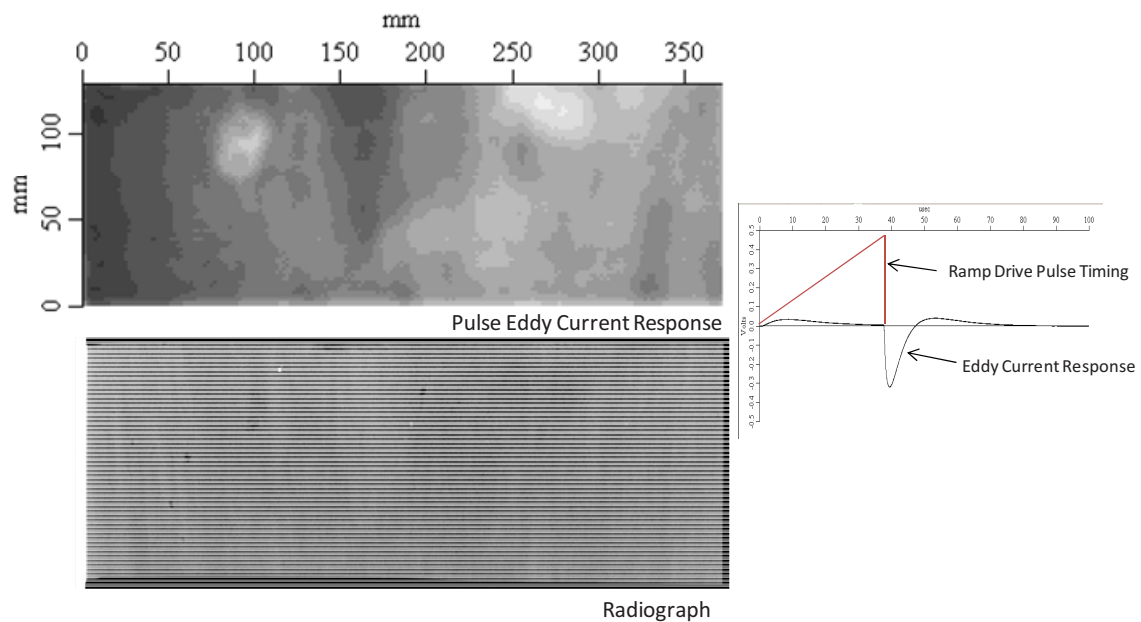 mm
0 50 100 150 200 250 300 350
100
mm
50
0
Pulse Eddy Current Response
usec
0 10 20 30 40 50 60 70 80 90 100
0.5
0.4
0.3
0.2
0.1
0.0
Volts
-0.1
-0.2
-0.3
-0.4
-0.5
Ramp Drive Pulse Timing
Eddy Current Response
Radiograph